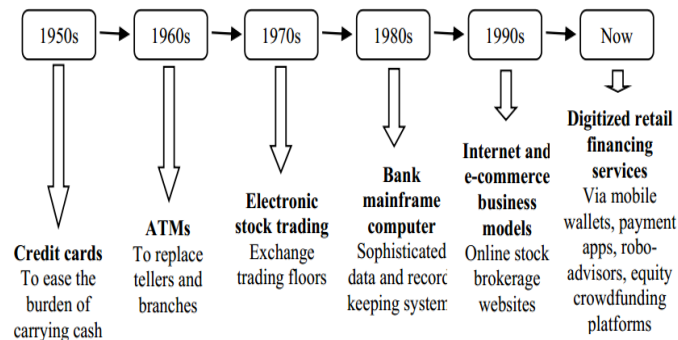 1950s
1960s
1970s
1980s
1990s
Now
Credit cards
To ease the
burden of
carrying cash
ATMs
To replace
tellers and
branches
Electronic
stock trading
Exchange
trading floors
Bank
mainframe
computer
Sophisticated
data and record
keeping system
Internet and
e-commerce
business
models
Online stock
brokerage
websites
Digitized retail
financing
services
Via mobile
wallets, payment
apps, robo-
advisors, equity
crowdfunding
platforms